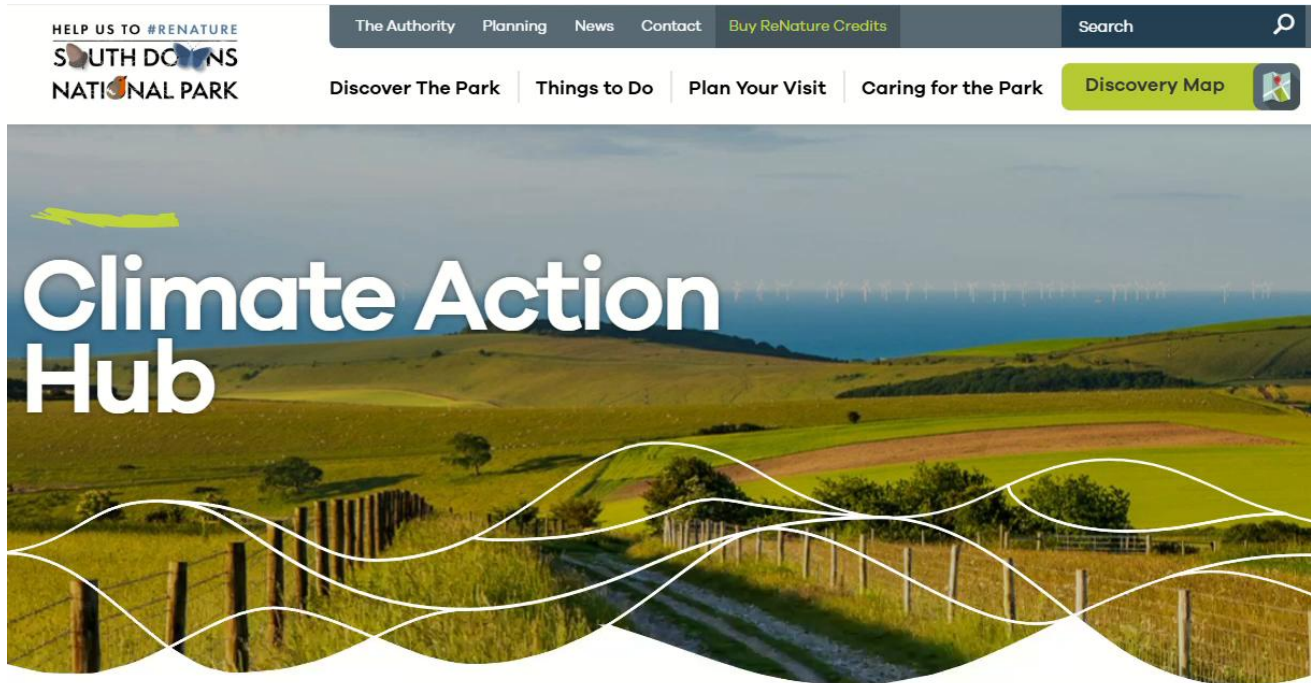 HELP US TO #RENATURE
SOUTH DOWNS
NATIONAL PARK
The Authority
Planning
News
Contact
Buy ReNature Credits
Search
Discover The Park
Things to Do
Plan Your Visit
Caring for the Park
Discovery Map
Climate Action
Hub